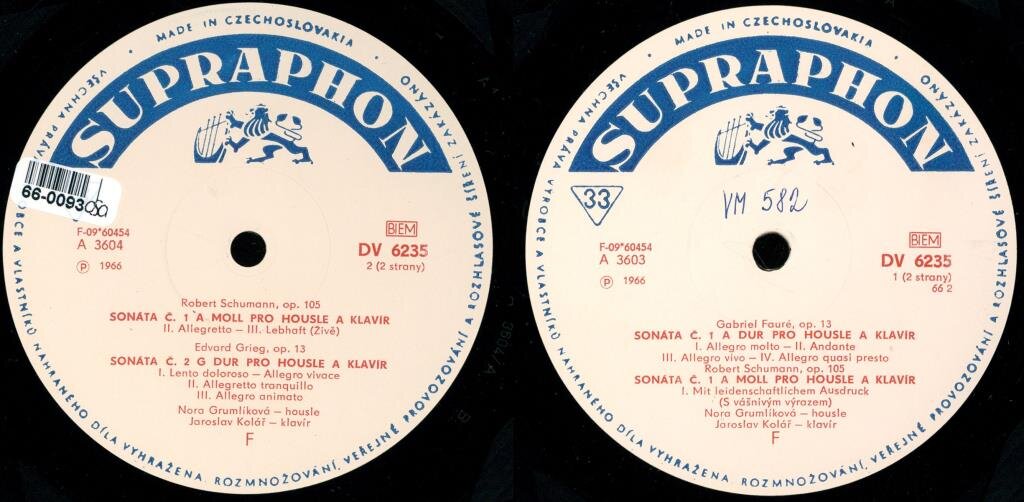 MADE IN CZECHOSLOVAKIA
SUPRAPHON
66-0093
F-09*60454
A 3604
Ⓟ 1966
BIEM
DV 6235
2 (2 strany)
Robert Schumann, op. 105
SONÁTA Č. 1 A MOLL PRO HOUSLE A KLAVÍR
II. Allegretto – III. Lebhaft (Živě)
Edvard Grieg, op. 13
SONÁTA Č. 2 G DUR PRO HOUSLE A KLAVÍR
I. Lento doloroso – Allegro vivace
II. Allegretto tranquillo
III. Allegro animato
Nora Grumlíková – housle
Jaroslav Kolář – klavír
F
VŠECHNA PRÁVA VÝROBCE A VLASTNÍKŮ NAHRANÉHO DÍLA VYHRAŽENA. ROZMNOŽOVÁNÍ, VEŘEJNÉ PROVOZOVÁNÍ A ROZHLASOVÉ ŠÍŘENÍ ZAKÁZÁNO
MADE IN CZECHOSLOVAKIA
SUPRAPHON
33
VM 582
F-09*60454
A 3603
Ⓟ 1966
BIEM
DV 6235
1 (2 strany)
66 2
Gabriel Fauré, op. 13
SONÁTA Č. 1 A DUR PRO HOUSLE A KLAVÍR
I. Allegro molto – II. Andante
III. Allegro vivo – IV. Allegro quasi presto
Robert Schumann, op. 105
SONÁTA Č. 1 A MOLL PRO HOUSLE A KLAVÍR
I. Mit leidenschaftlichem Ausdruck
(S vášnivým výrazem)
Nora Grumlíková – housle
Jaroslav Kolář – klavír
F
VŠECHNA PRÁVA VÝROBCE A VLASTNÍKŮ NAHRANÉHO DÍLA VYHRAŽENA. ROZMNOŽOVÁNÍ, VEŘEJNÉ PROVOZOVÁNÍ A ROZHLASOVÉ ŠÍŘENÍ ZAKÁZÁNO